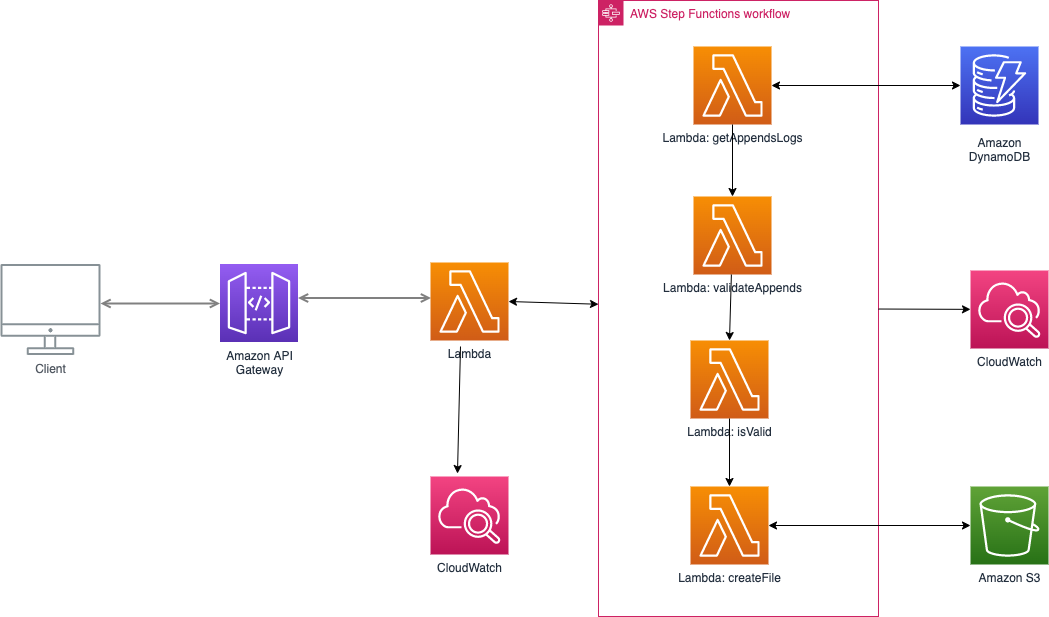 AWS Step Functions workflow
Lambda: getAppendsLogs
Amazon
DynamoDB
Lambda: validateAppends
Client
Amazon API
Gateway
</>
Lambda
CloudWatch
Lambda: isValid
CloudWatch
Lambda: createFile
Amazon S3